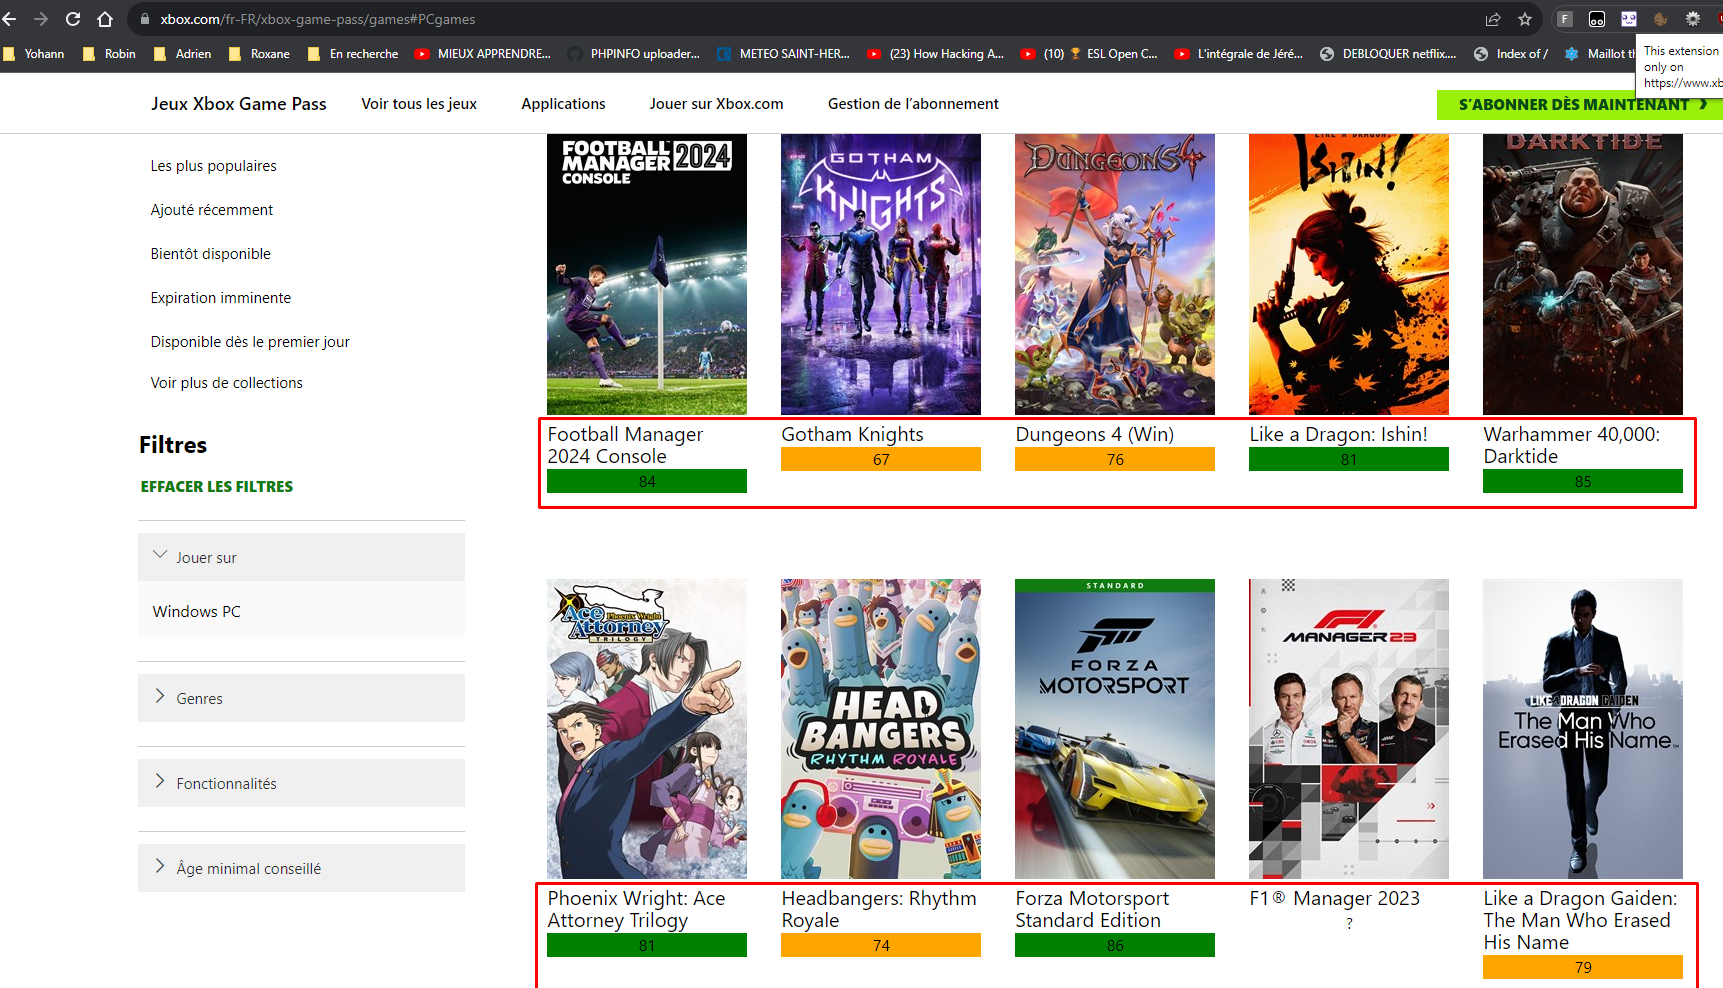 xbox.com/fr-FR/xbox-game-pass/games#PCgames
F
Yohann
Robin
Adrien
Roxane
En recherche
MIEUX APPRENDRE...
PHPINFO uploader...
METEO SAINT-HER...
(23) How Hacking A...
(10) 🏆 ESL Open C...
L'intégrale de Jéré...
DEBLOQUER netflix....
Index of /
Maillot th
This extension
only on
https://www.xb
Jeux Xbox Game Pass
Voir tous les jeux
Applications
Jouer sur Xbox.com
Gestion de l’abonnement
S’ABONNER DÈS MAINTENANT
Les plus populaires
Ajouté récemment
Bientôt disponible
Expiration imminente
Disponible dès le premier jour
Voir plus de collections
Filtres
EFFACER LES FILTRES
Jouer sur
Windows PC
Genres
Fonctionnalités
Âge minimal conseillé
FOOTBALL
MANAGER 2024
CONSOLE
GOTHAM
KNIGHTS
DUNGEONS 4
LIKE A DRAGON:
ISHIN!
DARKTIDE
Football Manager
2024 Console
84
Gotham Knights
67
Dungeons 4 (Win)
76
Like a Dragon: Ishin!
81
Warhammer 40,000:
Darktide
85
Phoenix Wright
Ace
Attorney
TRILOGY
HEAD
BANGERS
RHYTHM ROYALE
STANDARD
FORZA
MOTORSPORT
F1
MANAGER 23
LIKE A DRAGON GAIDEN
The Man Who
Erased His Name
Phoenix Wright: Ace
Attorney Trilogy
81
Headbangers: Rhythm
Royale
74
Forza Motorsport
Standard Edition
86
F1® Manager 2023
?
Like a Dragon Gaiden:
The Man Who Erased
His Name
79